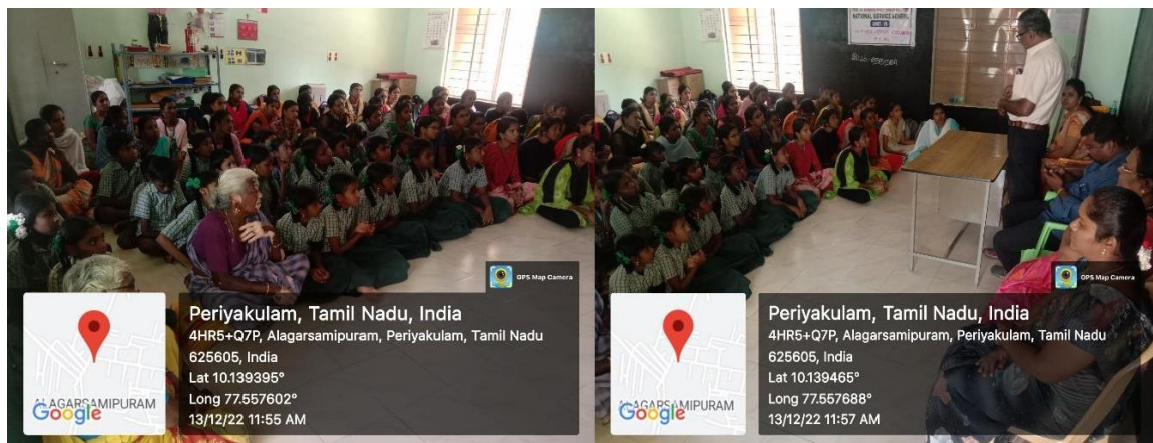 GPS Map Camera
Periyakulam, Tamil Nadu, India
4HR5+Q7P, Alagarsamipuram, Periyakulam, Tamil Nadu
625605, India
Lat 10.139395°
Long 77.557602°
13/12/22 11:55 AM
ALAGARSAMIPURAM
Google
NATIONAL SERVICE SCHEME
GPS Map Camera
Periyakulam, Tamil Nadu, India
4HR5+Q7P, Alagarsamipuram, Periyakulam, Tamil Nadu
625605, India
Lat 10.139465°
Long 77.557688°
13/12/22 11:57 AM
ALAGARSAMIPURAM
Google